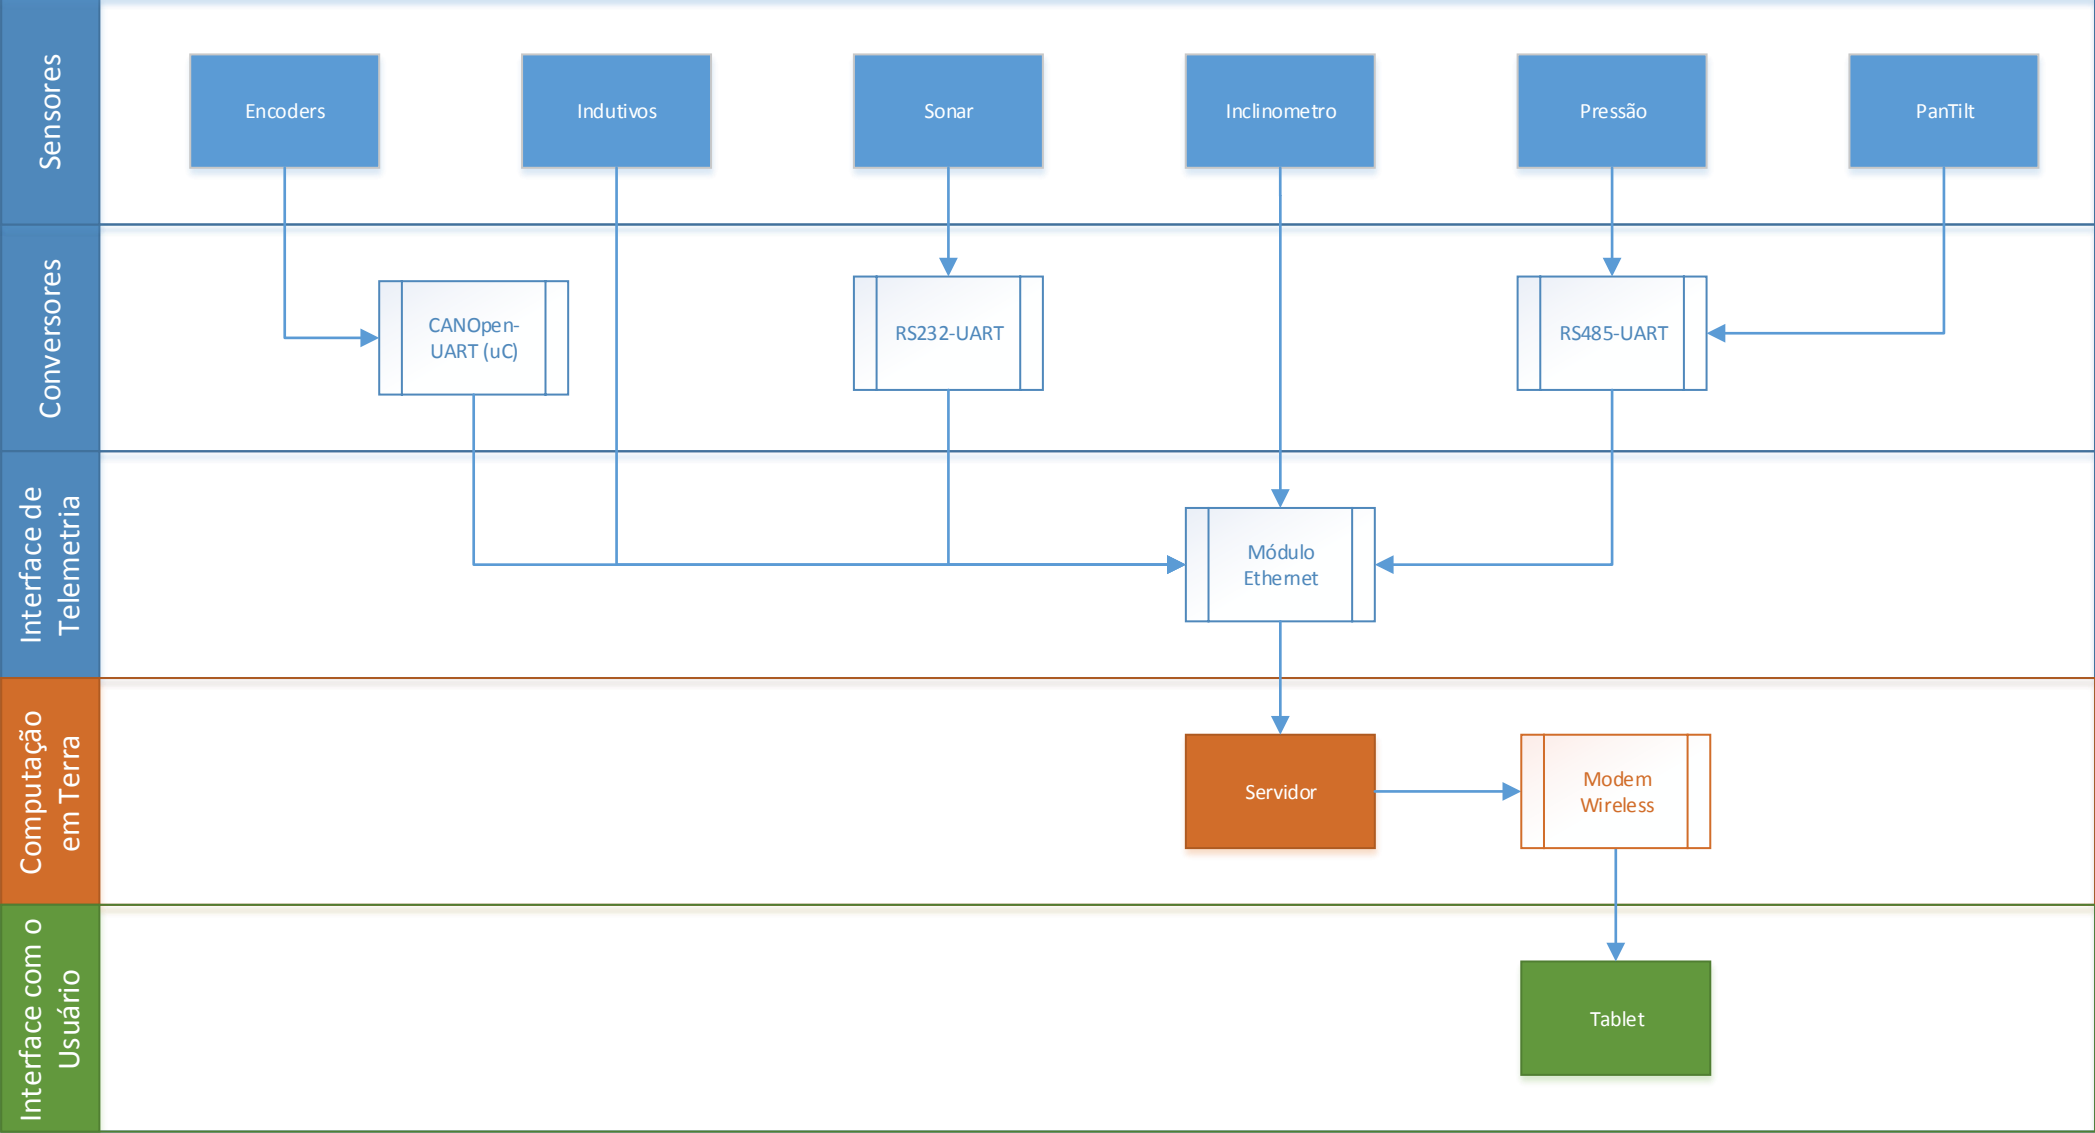 Sensores
Encoders
Indutivos
Sonar
Inclinometro
Pressão
PanTilt
Conversores
CANOpen-
UART (uC)
RS232-UART
RS485-UART
Interface de
Telemetria
Módulo
Ethernet
Computação
em Terra
Servidor
Modem
Wireless
Interface com o
Usuário
Tablet